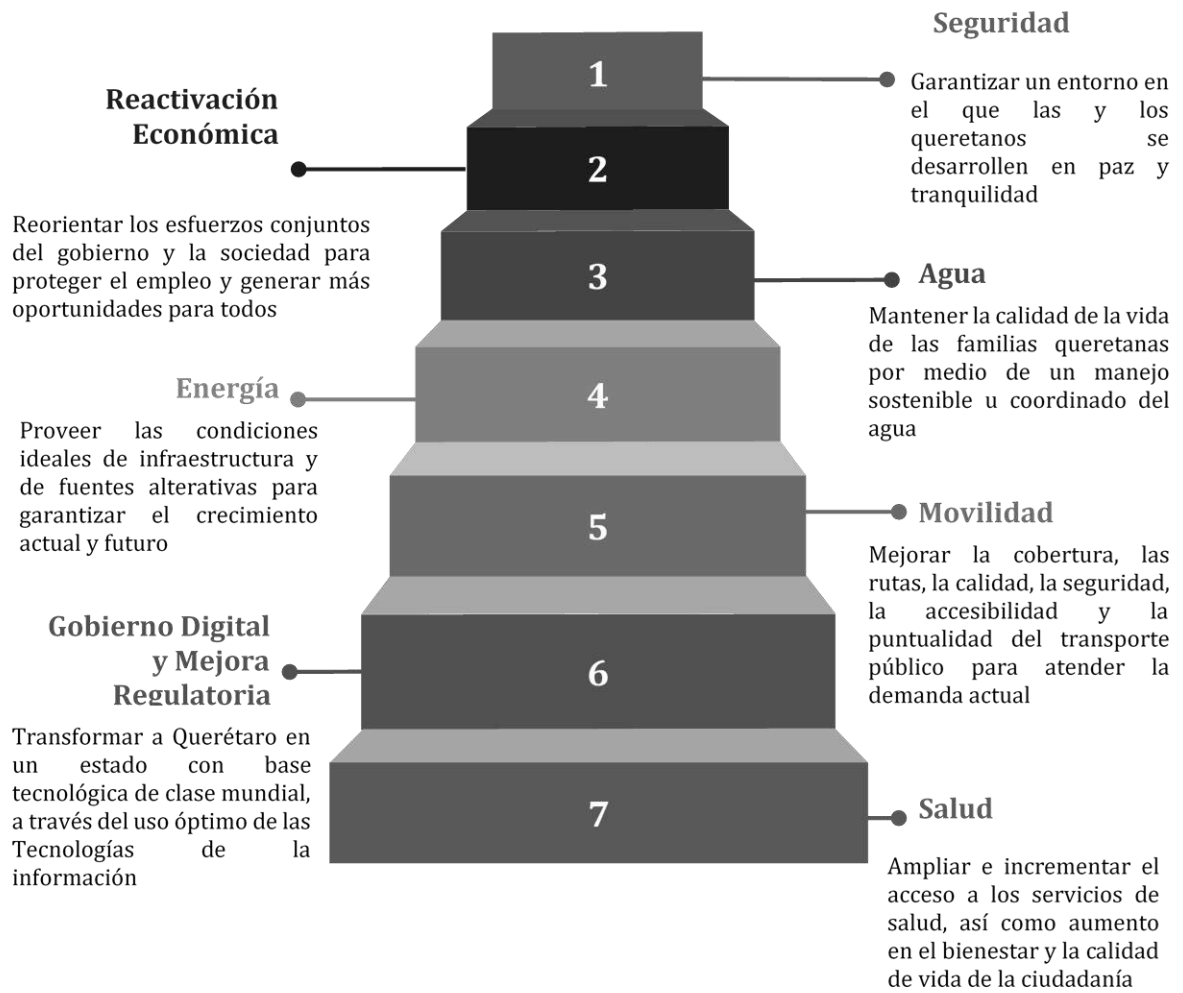 1
Seguridad
Garantizar un entorno en
el que las y los
queretanos se
desarrollen en paz y
tranquilidad
2
Reactivación
Económica
Reorientar los esfuerzos conjuntos
del gobierno y la sociedad para
proteger el empleo y generar más
oportunidades para todos
3
Agua
Mantener la calidad de la vida
de las familias queretanas
por medio de un manejo
sostenible u coordinado del
agua
4
Energía
Proveer las condiciones
ideales de infraestructura y
de fuentes alterativas para
garantizar el crecimiento
actual y futuro
5
Movilidad
Mejorar la cobertura, las
rutas, la calidad, la seguridad,
la accesibilidad y la
puntualidad del transporte
público para atender la
demanda actual
6
Gobierno Digital
y Mejora
Regulatoria
Transformar a Querétaro en
un estado con base
tecnológica de clase mundial,
a través del uso óptimo de las
Tecnologías de la
información
7
Salud
Ampliar e incrementar el
acceso a los servicios de
salud, así como aumento
en el bienestar y la calidad
de vida de la ciudadanía